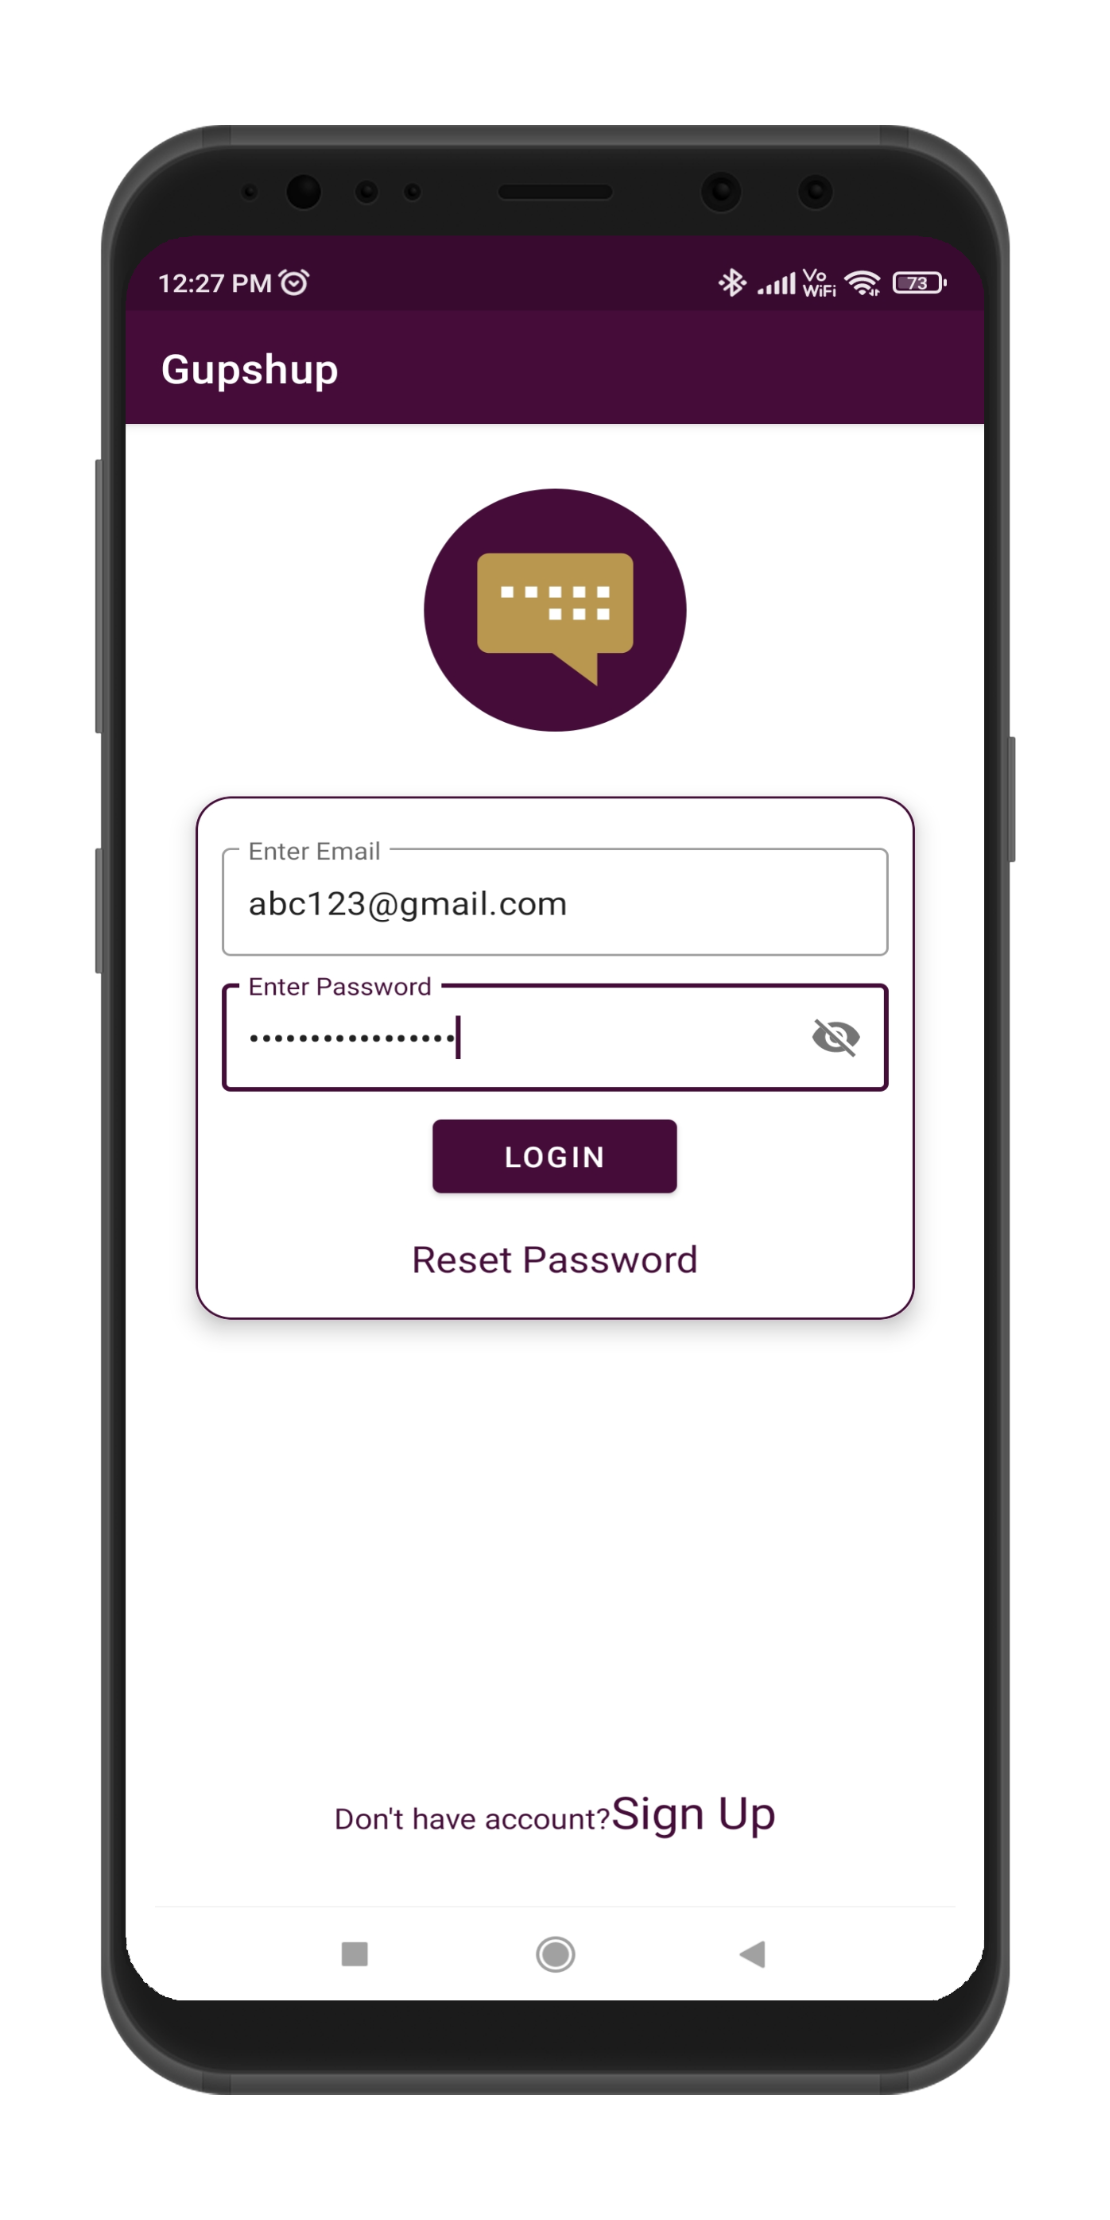 12:27 PM Vo WiFi 73
Gupshup
Enter Email
abc123@gmail.com
Enter Password
•••••••••••••••••
LOGIN
Reset Password
Don't have account?Sign Up